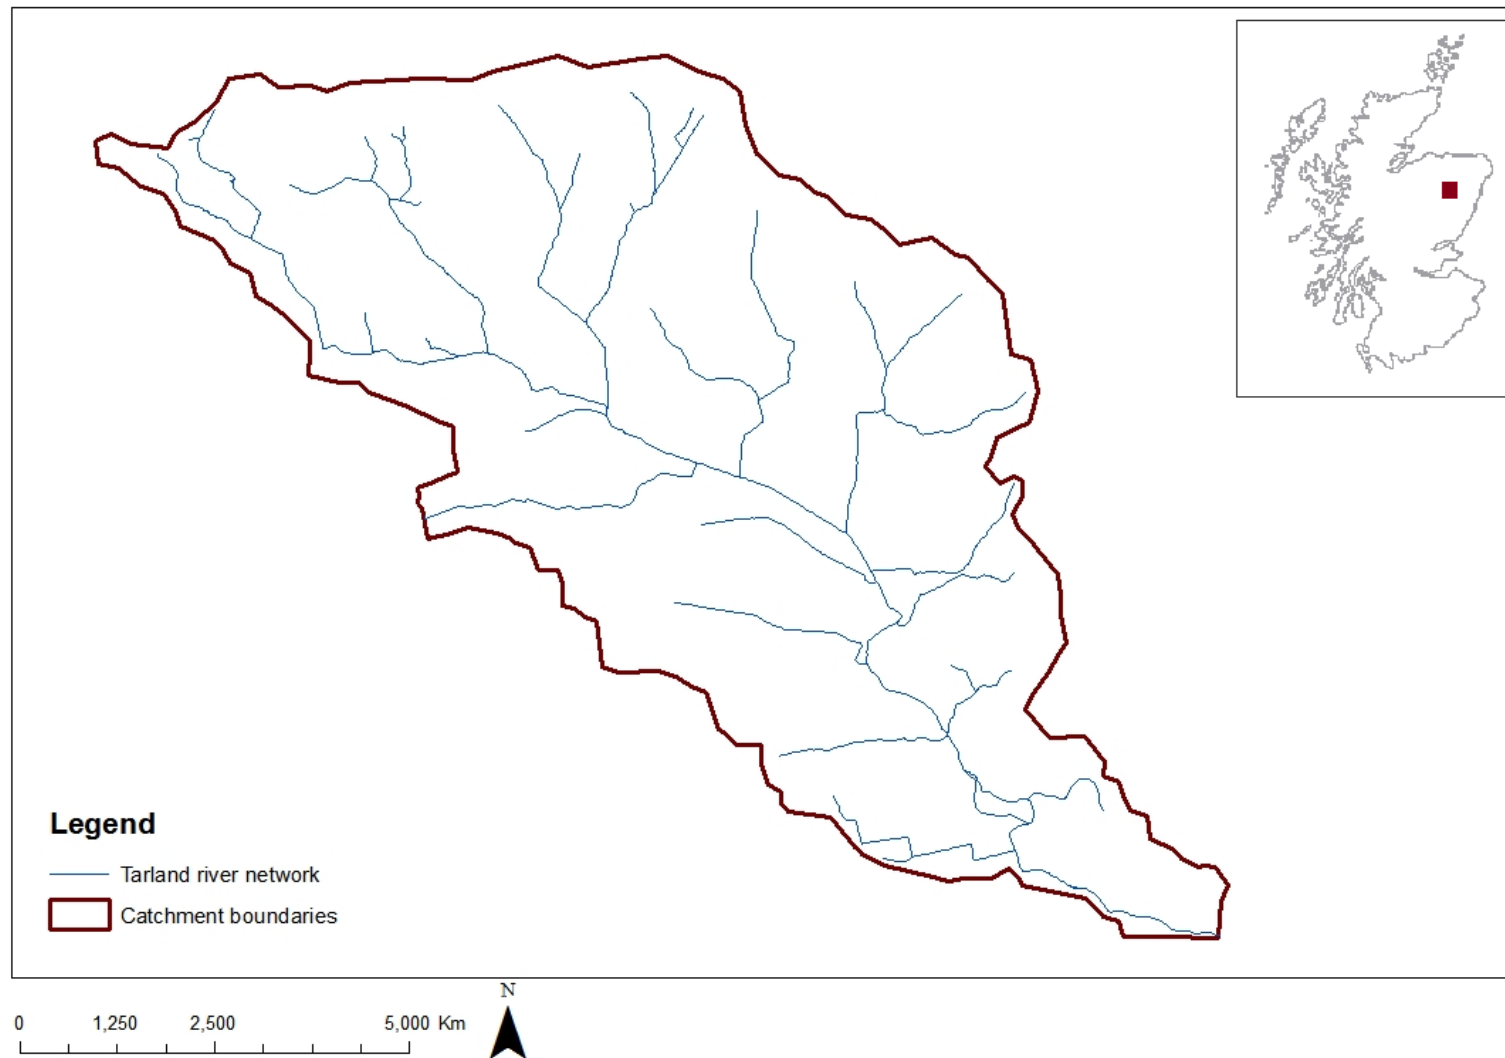 Legend
Tarland river network
Catchment boundaries
N
0 1,250 2,500 5,000 Km